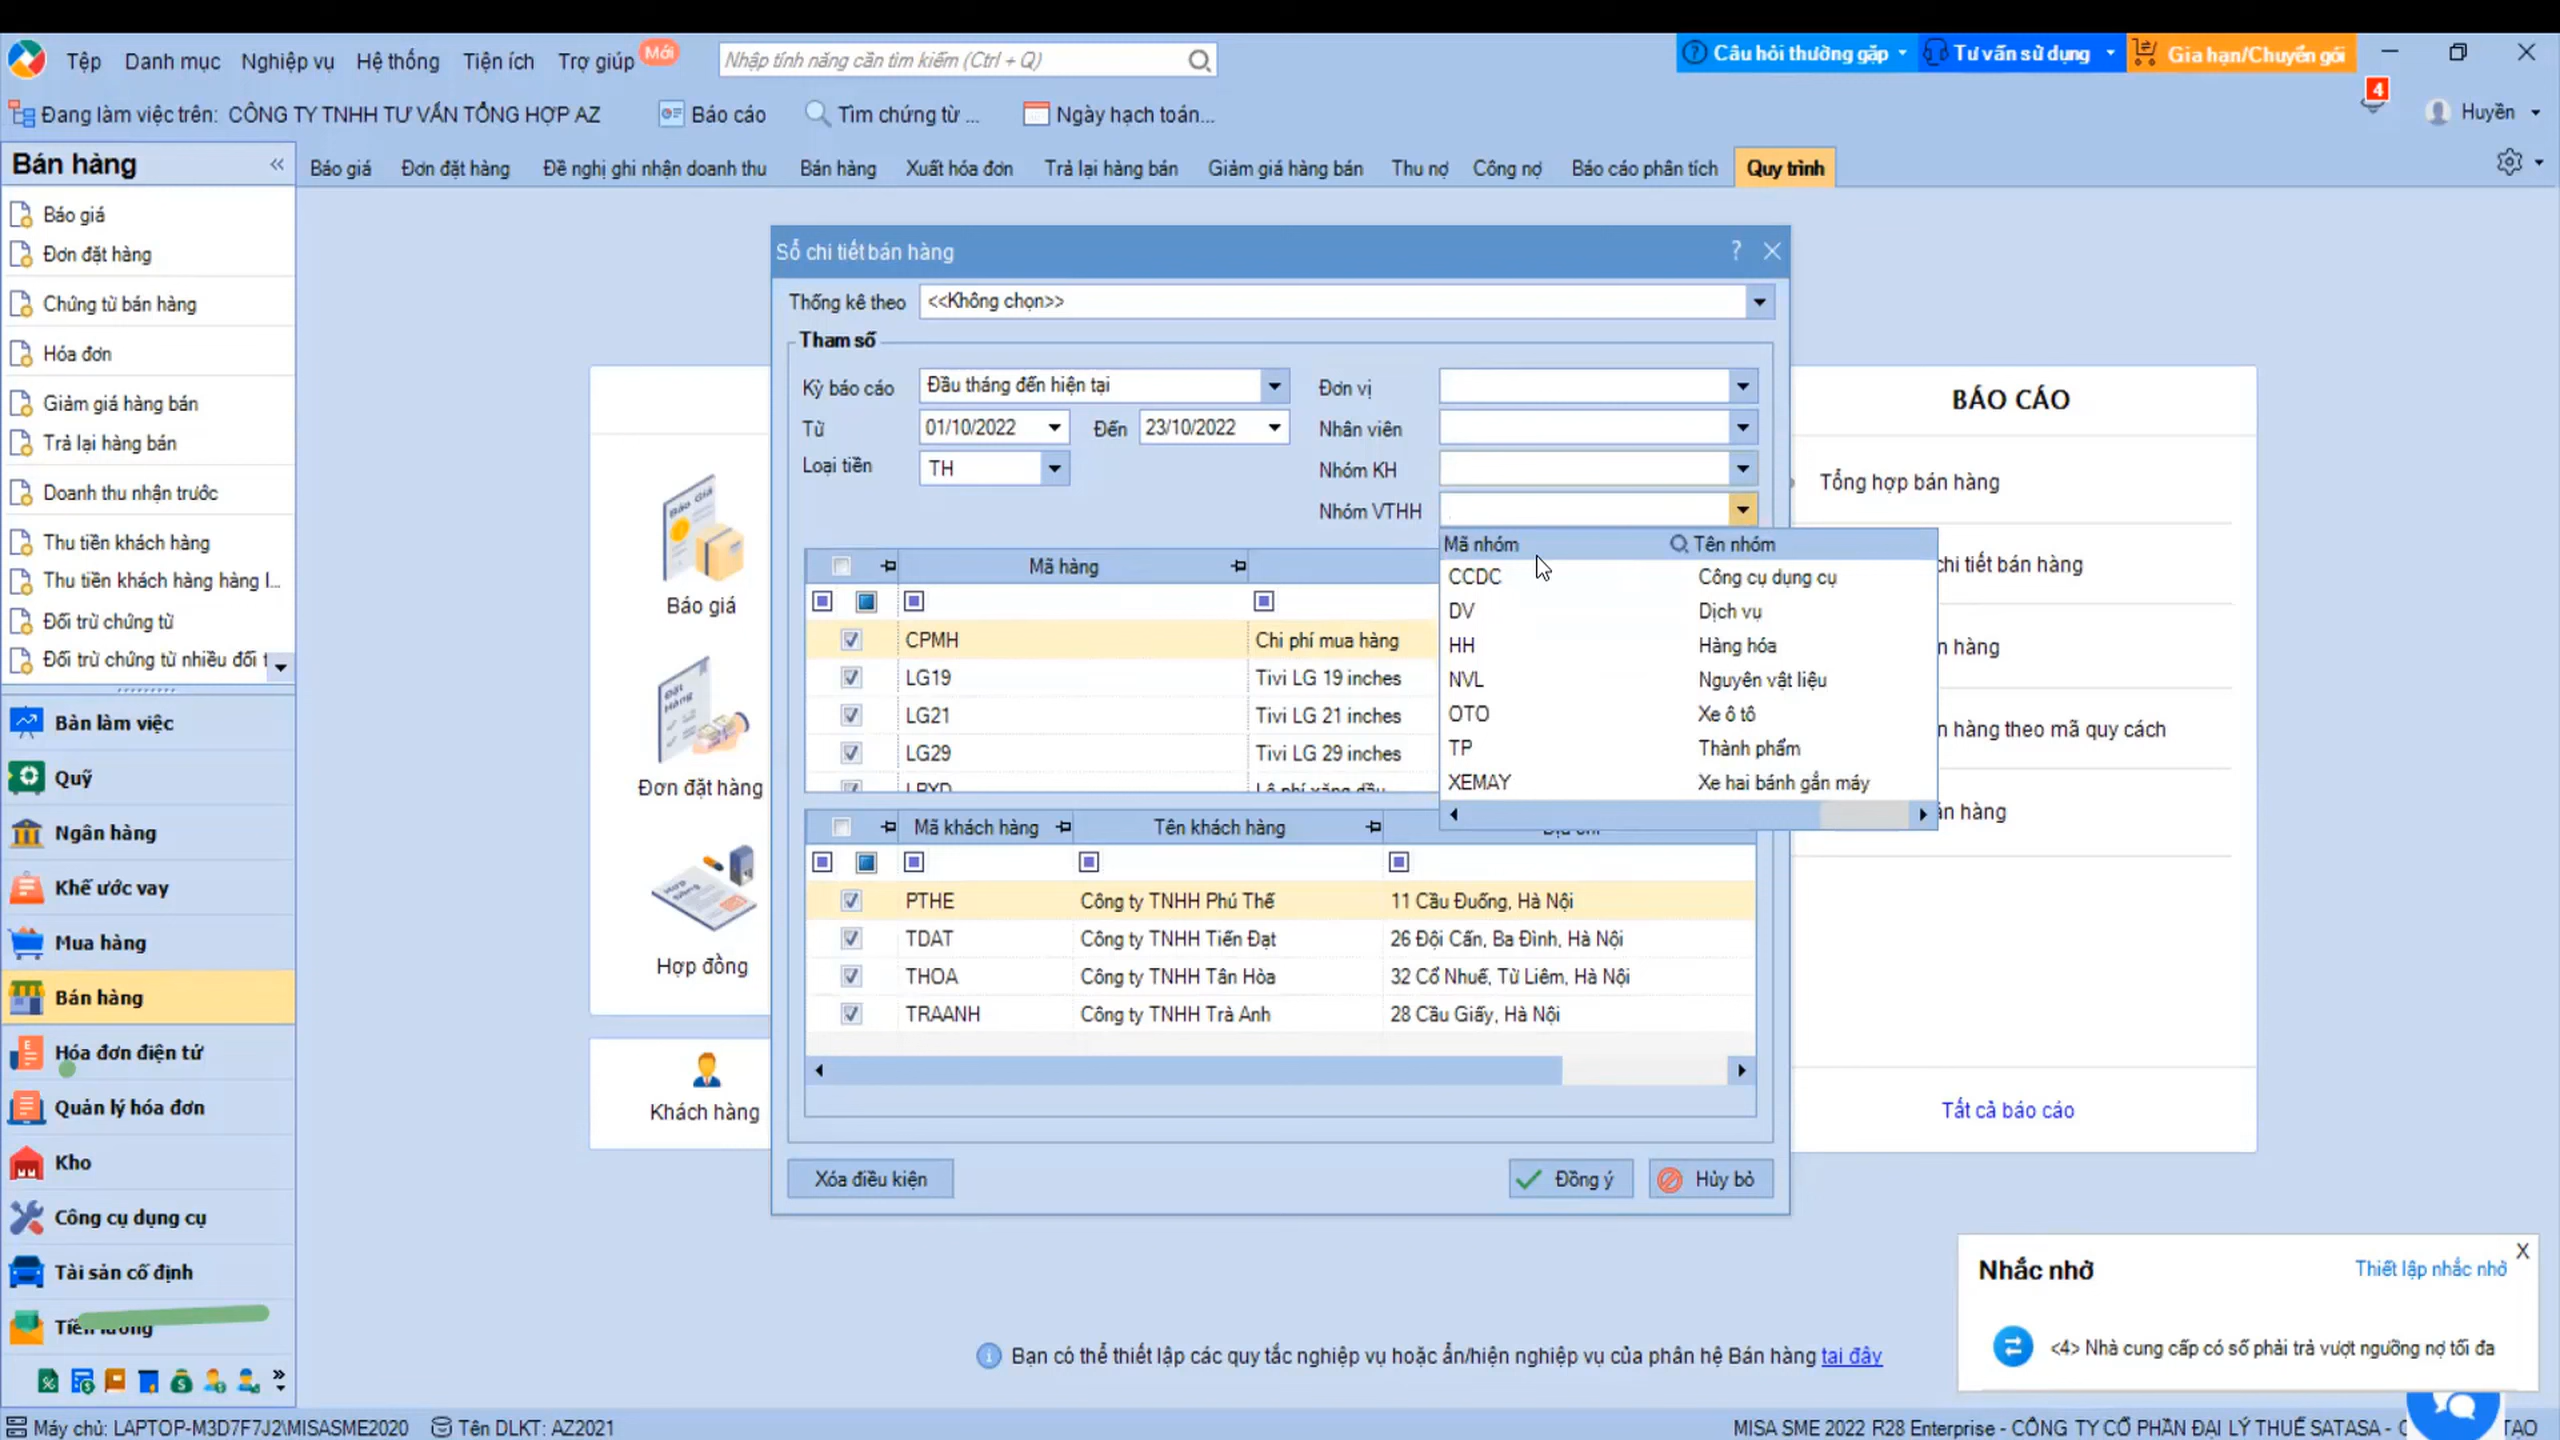 Tệp Danh mục Nghiệp vụ Hệ thống Tiện ích Trợ giúp Mới
Nhập tính năng cần tìm kiếm (Ctrl + Q)
Câu hỏi thường gặp Tư vấn sử dụng Gia hạn/Chuyển gói
Đang làm việc trên: CÔNG TY TNHH TƯ VẤN TỔNG HỢP AZ Báo cáo Tìm chứng từ ... Ngày hạch toán...
4 Huyền
Bán hàng
Báo giá Đơn đặt hàng Đề nghị ghi nhận doanh thu Bán hàng Xuất hóa đơn Trả lại hàng bán Giảm giá hàng bán Thu nợ Công nợ Báo cáo phân tích Quy trình
Báo giá
Đơn đặt hàng
Chứng từ bán hàng
Hóa đơn
Giảm giá hàng bán
Trả lại hàng bán
Doanh thu nhận trước
Thu tiền khách hàng
Thu tiền khách hàng hàng l...
Đối trừ chứng từ
Đối trừ chứng từ nhiều đối t
Bàn làm việc
Quỹ
Ngân hàng
Khế ước vay
Mua hàng
Bán hàng
Hóa đơn điện tử
Quản lý hóa đơn
Kho
Công cụ dụng cụ
Tài sản cố định
Tiền lương
Báo giá
Đơn đặt hàng
Hợp đồng
Khách hàng
Sổ chi tiết bán hàng
Thống kê theo <<Không chọn>>
Tham số
Kỳ báo cáo Đầu tháng đến hiện tại Đơn vị
Từ 01/10/2022 Đến 23/10/2022 Nhân viên
Loại tiền TH Nhóm KH
Nhóm VTHH
Mã nhóm Tên nhóm
CCDC Công cụ dụng cụ
DV Dịch vụ
HH Hàng hóa
NVL Nguyên vật liệu
OTO Xe ô tô
TP Thành phẩm
XEMAY Xe hai bánh gắn máy
Mã hàng
CPMH Chi phí mua hàng
LG19 Tivi LG 19 inches
LG21 Tivi LG 21 inches
LG29 Tivi LG 29 inches
LPXD Lệ phí xăng dầu
Mã khách hàng Tên khách hàng Địa chỉ
PTHE Công ty TNHH Phú Thế 11 Cầu Đuống, Hà Nội
TDAT Công ty TNHH Tiến Đạt 26 Đội Cấn, Ba Đình, Hà Nội
THOA Công ty TNHH Tân Hòa 32 Cổ Nhuế, Từ Liêm, Hà Nội
TRAANH Công ty TNHH Trà Anh 28 Cầu Giấy, Hà Nội
Xóa điều kiện Đồng ý Hủy bỏ
BÁO CÁO
Tổng hợp bán hàng
chi tiết bán hàng
n hàng
n hàng theo mã quy cách
án hàng
Tất cả báo cáo
Bạn có thể thiết lập các quy tắc nghiệp vụ hoặc ẩn/hiện nghiệp vụ của phân hệ Bán hàng tại đây
Nhắc nhở Thiết lập nhắc nhở X
<4> Nhà cung cấp có số phải trả vượt ngưỡng nợ tối đa
Máy chủ: LAPTOP-M3D7F7J2\MISASME2020 Tên DLKT: AZ2021
MISA SME 2022 R28 Enterprise - CÔNG TY CỔ PHẦN ĐẠI LÝ THUẾ SATASA - TẠO